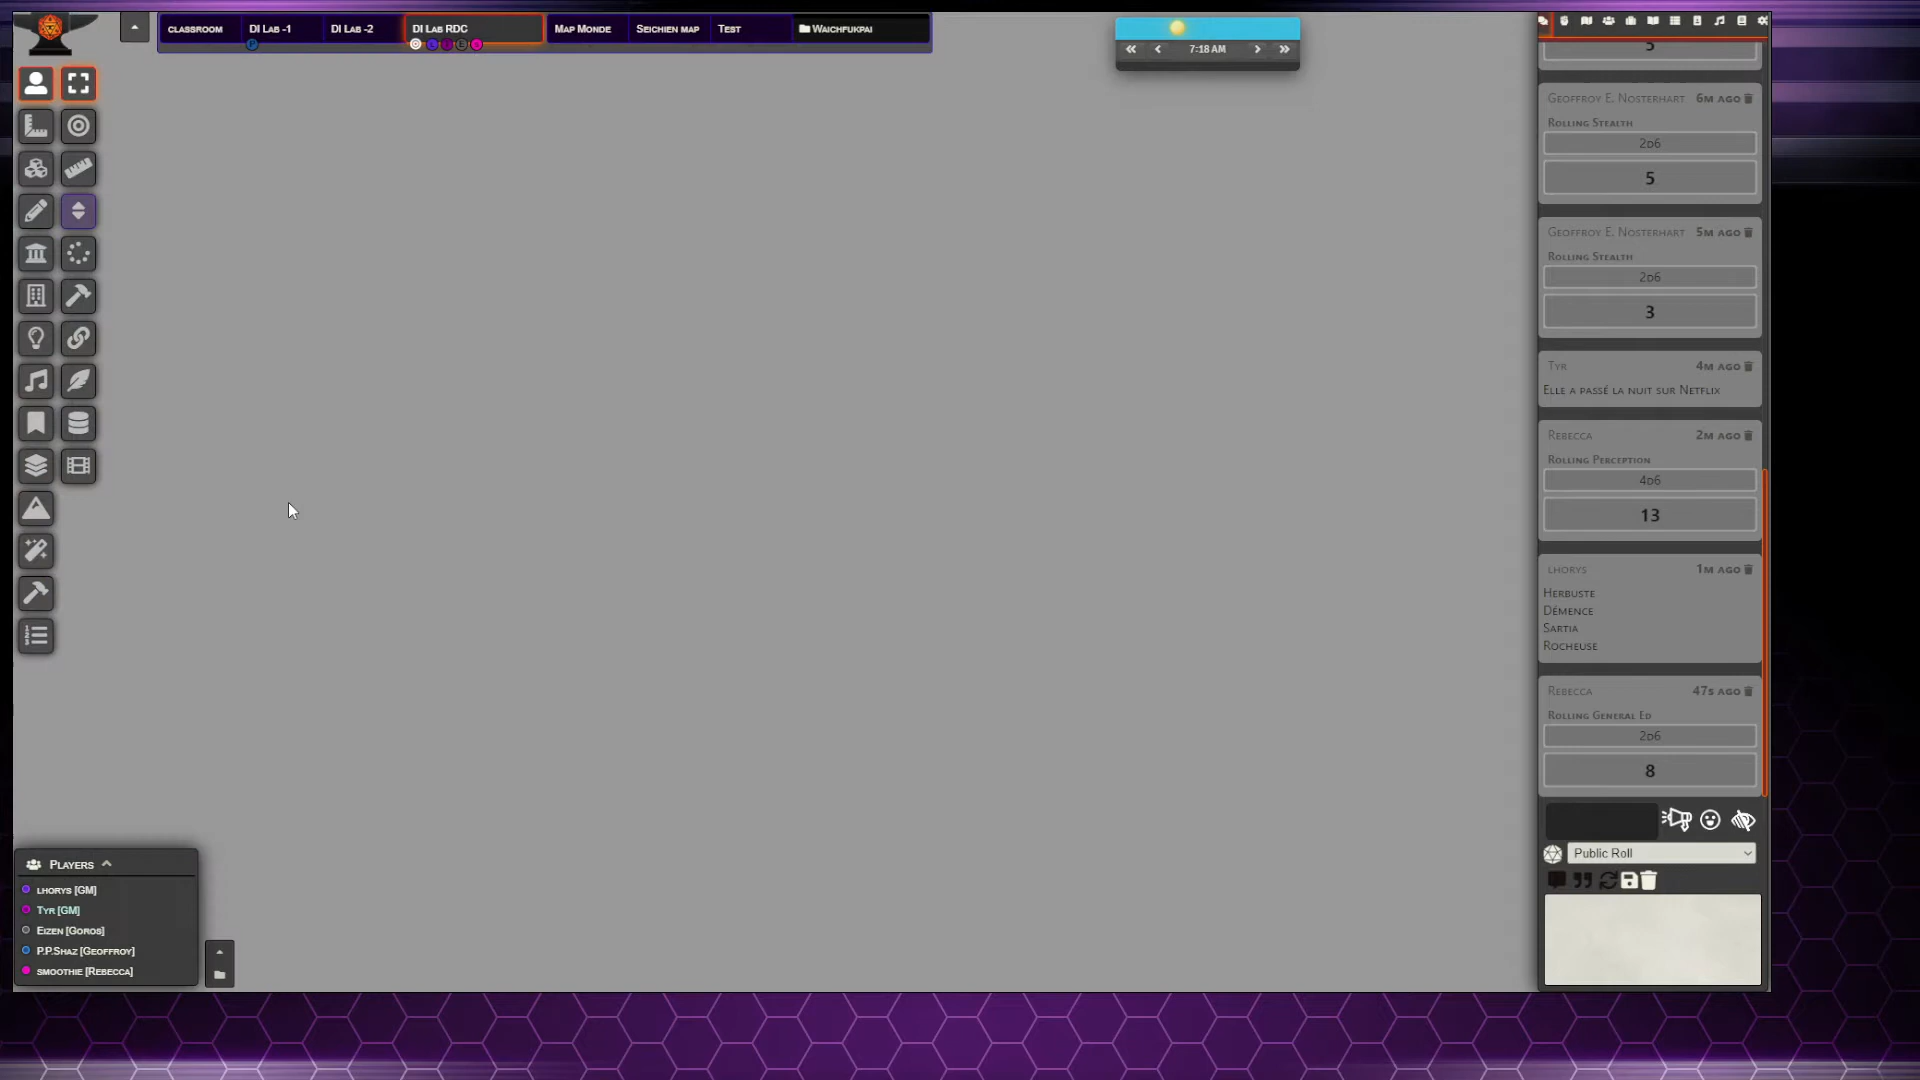 Classroom
DI Lab -1
DI Lab -2
DI Lab RDC
Map Monde
Seichien map
Test
Waichfukpai
7:18 AM
5
Geoffroy E. Nosterhart 6m ago
Rolling Stealth
2d6
5
Geoffroy E. Nosterhart 5m ago
Rolling Stealth
2d6
3
Tyr 4m ago
Elle a passé la nuit sur Netflix
Rebecca 2m ago
Rolling Perception
4d6
13
lhorys 1m ago
Herbuste
Démence
Sartia
Rocheuse
Rebecca 47s ago
Rolling General Ed
2d6
8
Public Roll
Players
lhorys [GM]
Tyr [GM]
Eizen [Goros]
P.P.Shaz [Geoffroy]
smoothie [Rebecca]